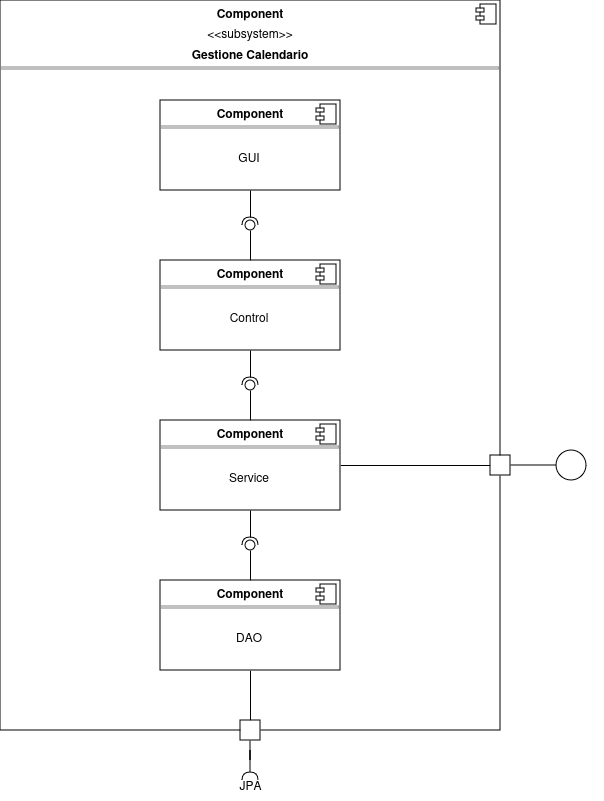 Component
<<subsystem>>
Gestione Calendario
Component
GUI
Component
Control
Component
Service
Component
DAO
JPA